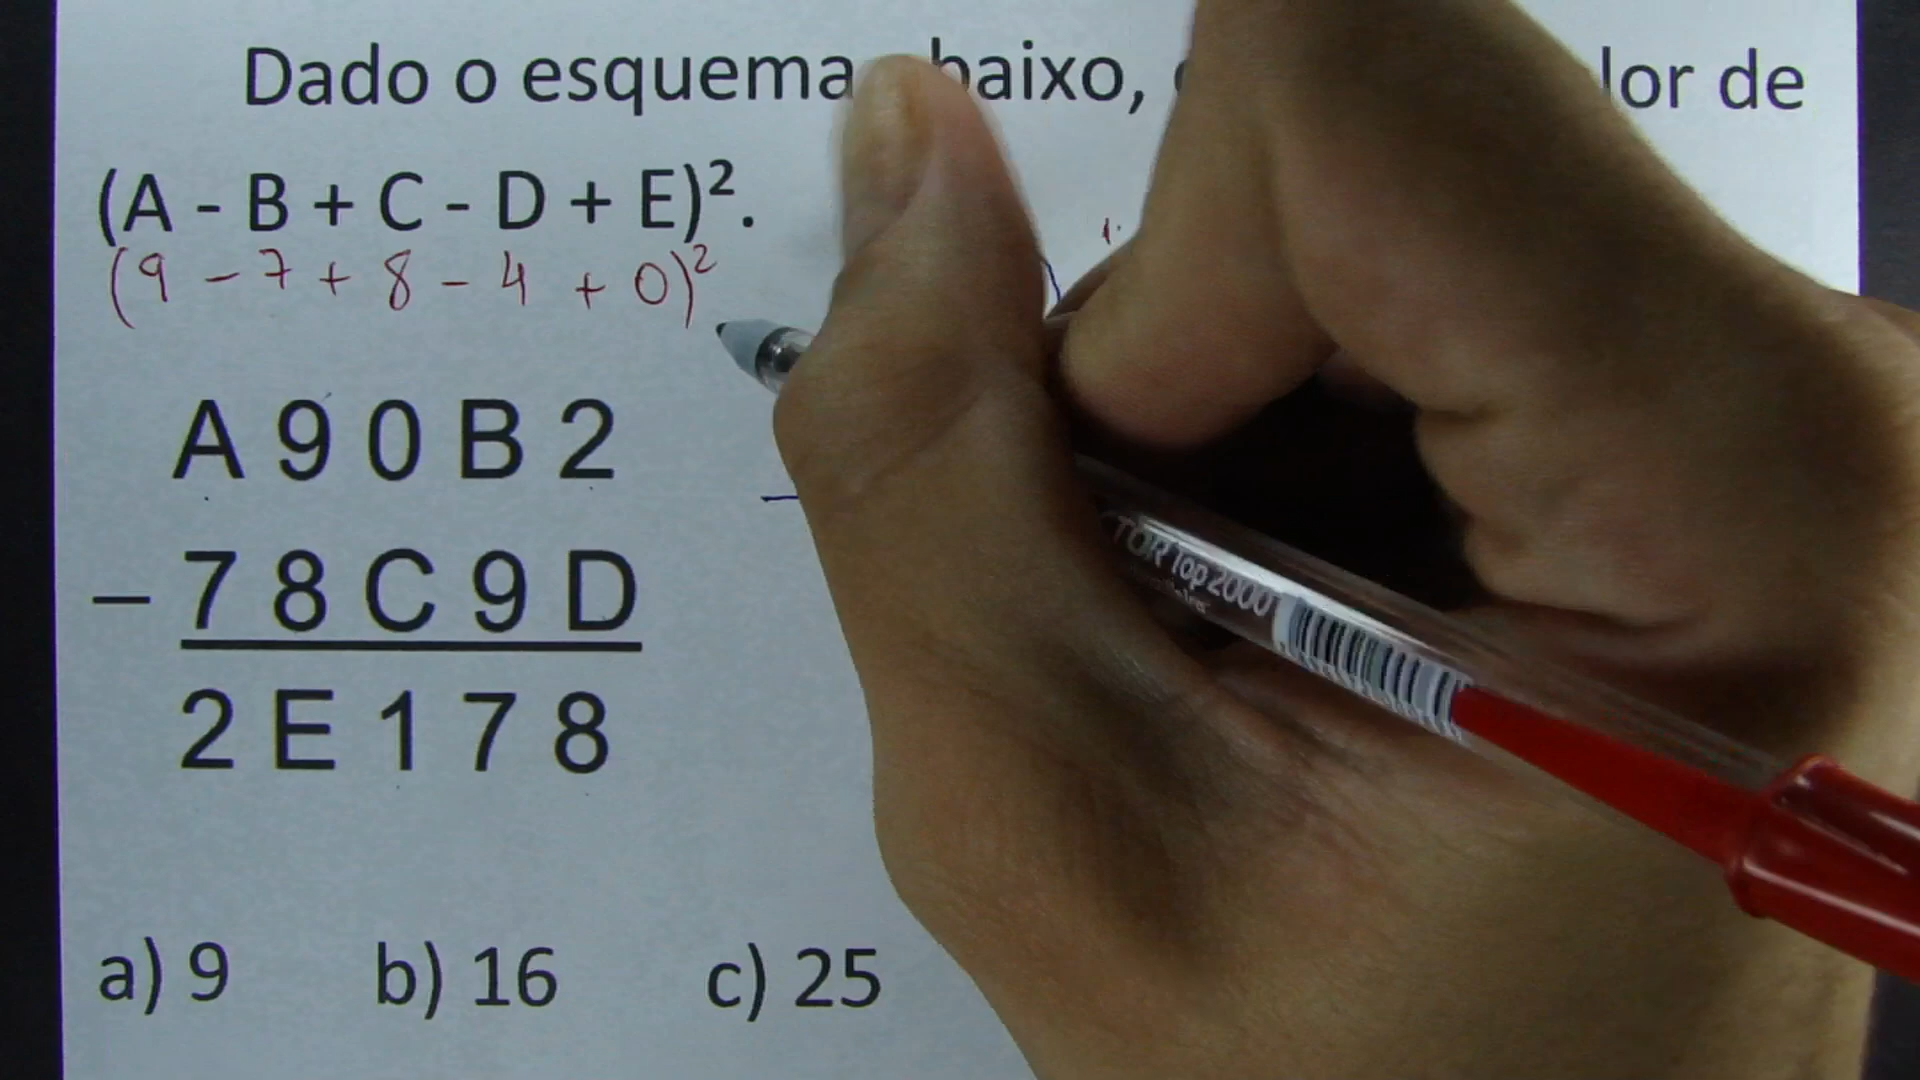 Dado o esquema baixo, lor de
(A - B + C - D + E)².
(9 - 7 + 8 - 4 + 0)²
A 9 0 B 2
– 7 8 C 9 D
2 E 1 7 8
TOR Top 2000
a) 9 b) 16 c) 25